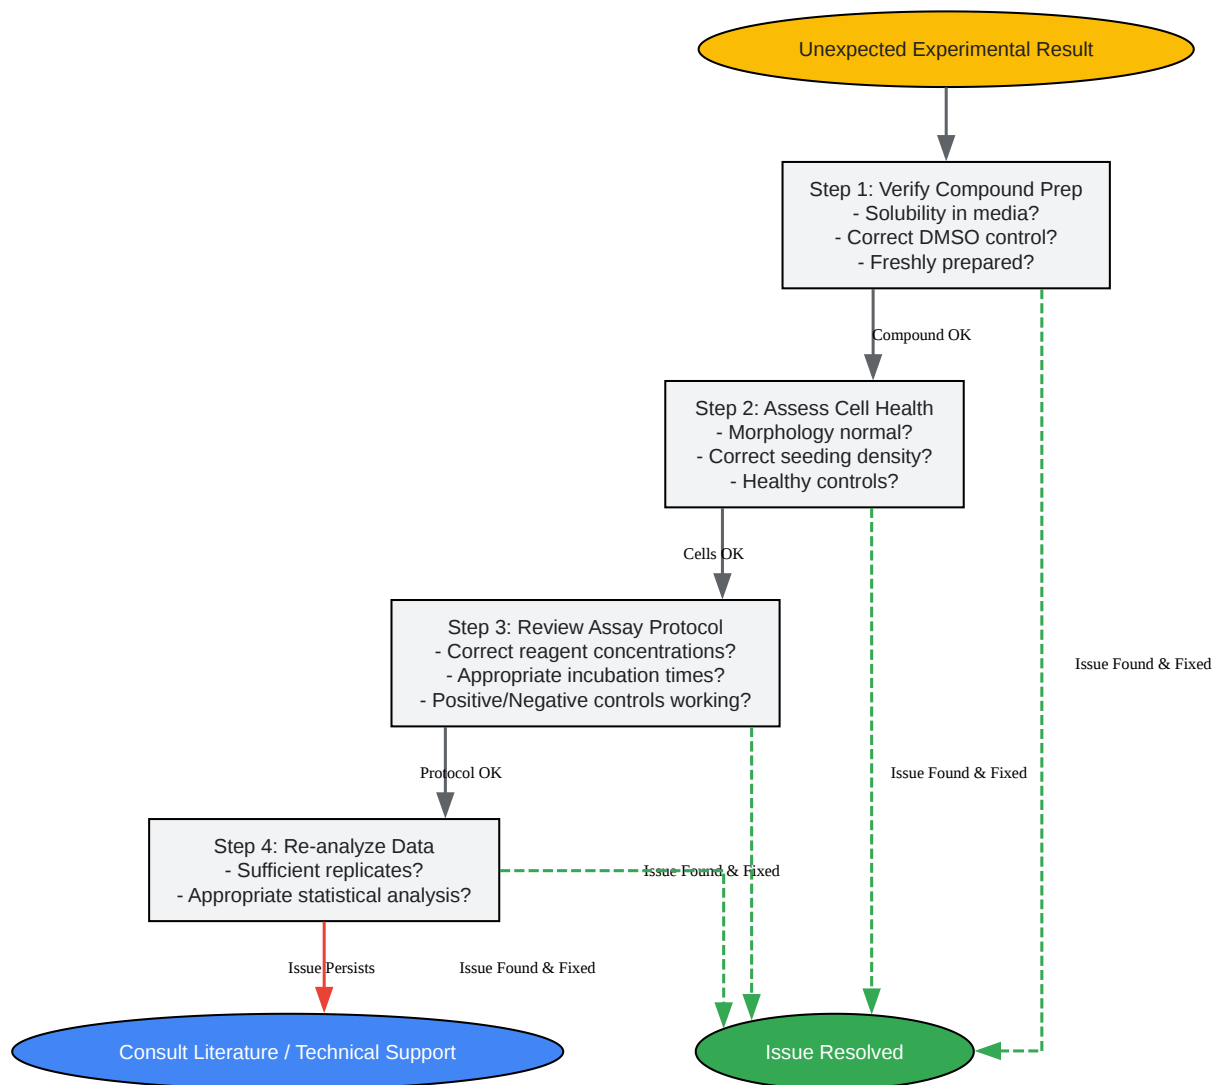 Unexpected Experimental Result
Step 1: Verify Compound Prep
- Solubility in media?
- Correct DMSO control?
- Freshly prepared?
Compound OK
Step 2: Assess Cell Health
- Morphology normal?
- Correct seeding density?
- Healthy controls?
Cells OK
Step 3: Review Assay Protocol
- Correct reagent concentrations?
- Appropriate incubation times?
- Positive/Negative controls working?
Issue Found & Fixed
Protocol OK
Issue Found & Fixed
Step 4: Re-analyze Data
- Sufficient replicates?
- Appropriate statistical analysis?
Issue Found & Fixed
Issue Persists
Issue Found & Fixed
Consult Literature / Technical Support
Issue Resolved